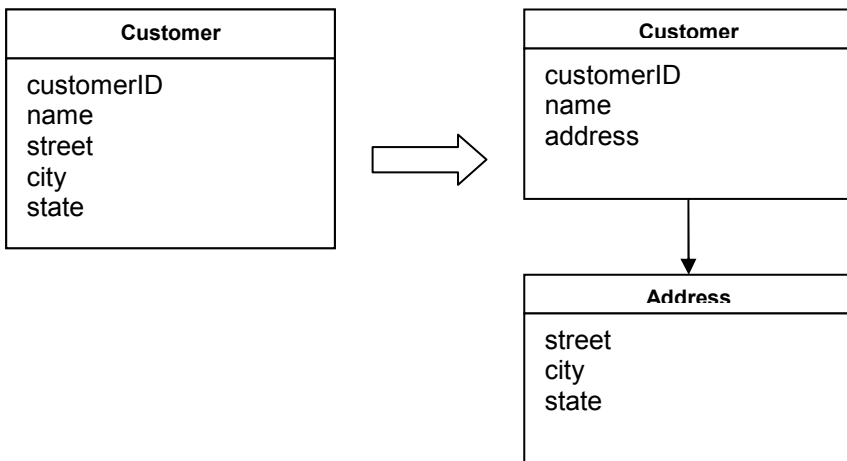 Customer
customerID
name
street
city
state
Customer
customerID
name
address
Address
street
city
state